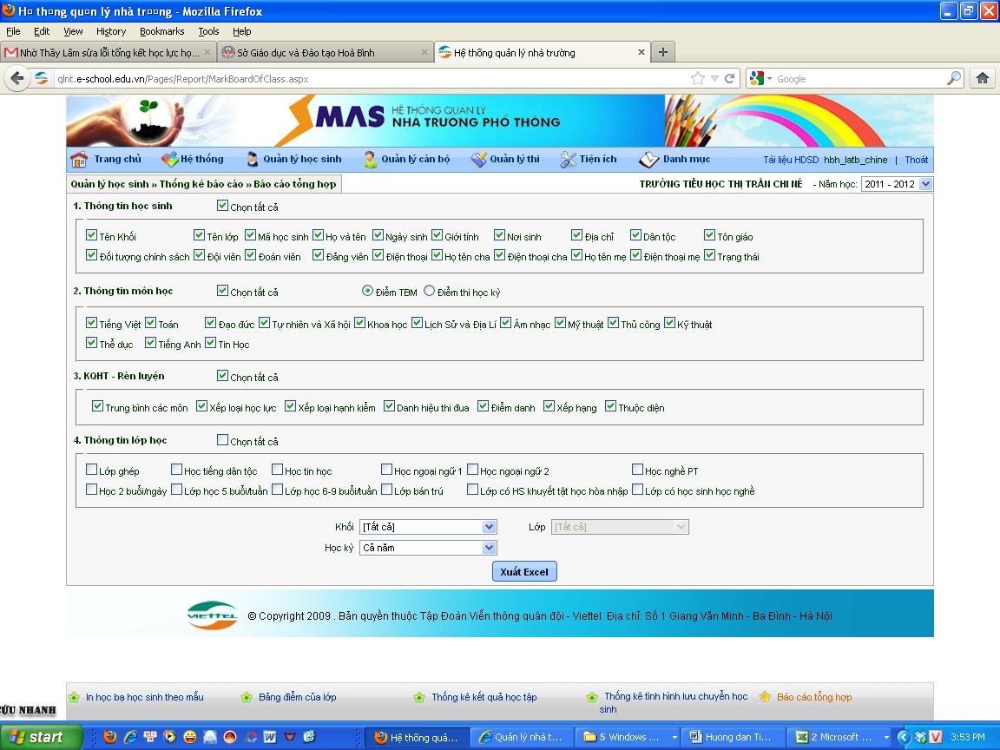 Hệ thống quản lý nhà trường - Mozilla Firefox
File Edit View History Bookmarks Tools Help
Nhờ Thầy Lâm sửa lỗi tổng kết học lực họ... Sở Giáo dục và Đào tạo Hoà Bình Hệ thống quản lý nhà trường
qlnt.e-school.edu.vn/Pages/Report/MarkBoardOfClass.aspx Google
SMAS HỆ THỐNG QUẢN LÝ
NHÀ TRƯỜNG PHỔ THÔNG
Trang chủ Hệ thống Quản lý học sinh Quản lý cán bộ Quản lý thi Tiện ích Danh mục Tài liệu HDSD hbh_latb_chine | Thoát
Quản lý học sinh » Thống kê báo cáo » Báo cáo tổng hợp TRƯỜNG TIỂU HỌC THỊ TRẤN CHI NÊ - Năm học: 2011 - 2012
1. Thông tin học sinh Chọn tất cả
Tên Khối Tên lớp Mã học sinh Họ và tên Ngày sinh Giới tính Nơi sinh Địa chỉ Dân tộc Tôn giáo
Đối tượng chính sách Đội viên Đoàn viên Đảng viên Điện thoại Họ tên cha Điện thoại cha Họ tên mẹ Điện thoại mẹ Trạng thái
2. Thông tin môn học Chọn tất cả Điểm TBM Điểm thi học kỳ
Tiếng Việt Toán Đạo đức Tự nhiên và Xã hội Khoa học Lịch Sử và Địa Lí Âm nhạc Mỹ thuật Thủ công Kỹ thuật
Thể dục Tiếng Anh Tin Học
3. KQHT - Rèn luyện Chọn tất cả
Trung bình các môn Xếp loại học lực Xếp loại hạnh kiểm Danh hiệu thi đua Điểm danh Xếp hạng Thuộc diện
4. Thông tin lớp học Chọn tất cả
Lớp ghép Học tiếng dân tộc Học tin học Học ngoại ngữ 1 Học ngoại ngữ 2 Học nghề PT
Học 2 buổi/ngày Lớp học 5 buổi/tuần Lớp học 6-9 buổi/tuần Lớp bán trú Lớp có HS khuyết tật học hòa nhập Lớp có học sinh học nghề
Khối [Tất cả] Lớp [Tất cả]
Học kỳ Cả năm
Xuất Excel
VIETTEL © Copyright 2009 . Bản quyền thuộc Tập Đoàn Viễn thông quân đội - Viettel. Địa chỉ: Số 1 Giang Văn Minh - Ba Đình - Hà Nội
In học bạ học sinh theo mẫu Bảng điểm của lớp Thống kê kết quả học tập Thống kê tình hình lưu chuyển học sinh Báo cáo tổng hợp
CỨU NHANH
start Hệ thống quả... Quản lý nhà t... 5 Windows ... Huong dan Ti... 2 Microsoft ... 3:53 PM